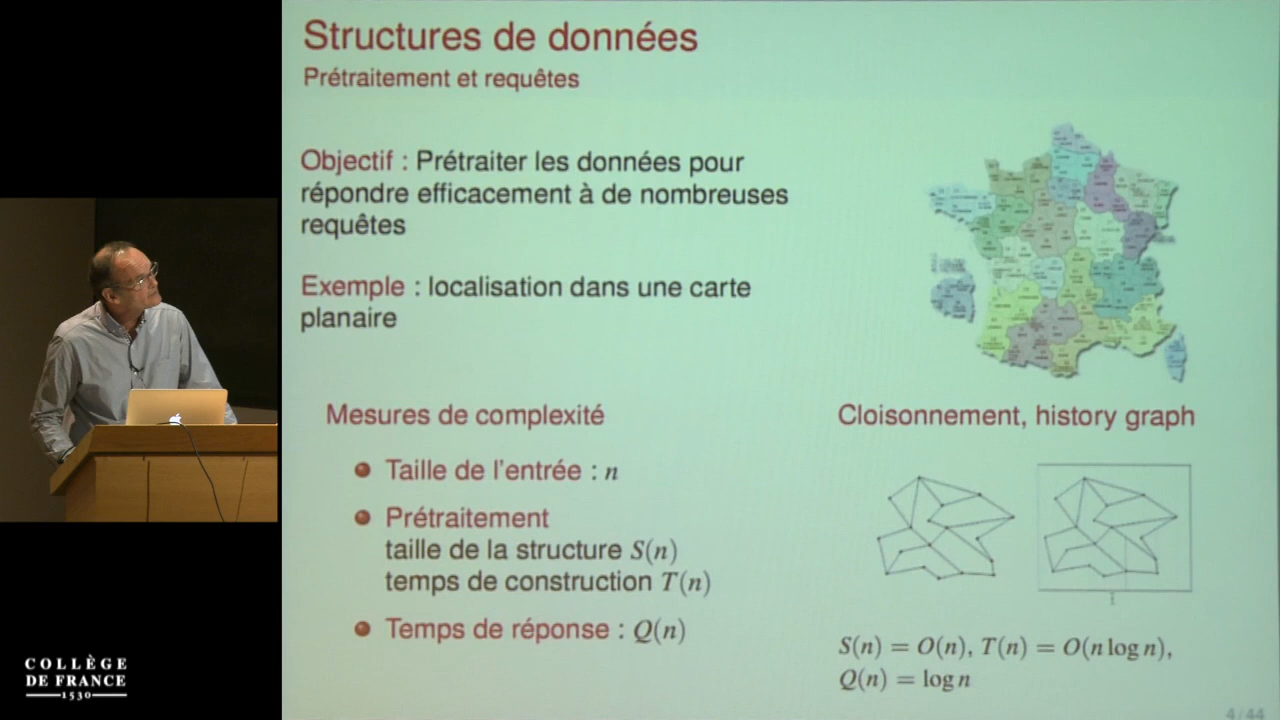 Structures de données
Prétraitement et requêtes
Objectif : Prétraiter les données pour
répondre efficacement à de nombreuses
requêtes
Exemple : localisation dans une carte
planaire
Mesures de complexité
Taille de l'entrée : n
Prétraitement
taille de la structure S(n)
temps de construction T(n)
Temps de réponse : Q(n)
Cloisonnement, history graph
S(n) = O(n), T(n) = O(n log n),
Q(n) = log n
4 / 44
COLLÈGE
DE FRANCE
1530